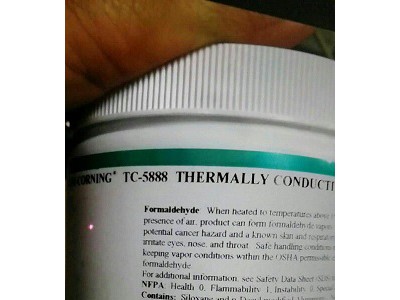 CORNING® TC-5888 THERMALLY CONDUCTI
Formaldehyde When heated to temperatures above
presence of air, product can form formaldehyde vapors
potential cancer hazard and a known skin and respiratory
irritate eyes, nose, and throat. Safe handling conditions
keeping vapor conditions within the OSHA permissible
formaldehyde
For additional information, see Safety Data Sheet (SDS
NFPA: Health 0, Flammability 1, Instability 0
Contains: Siloxane and